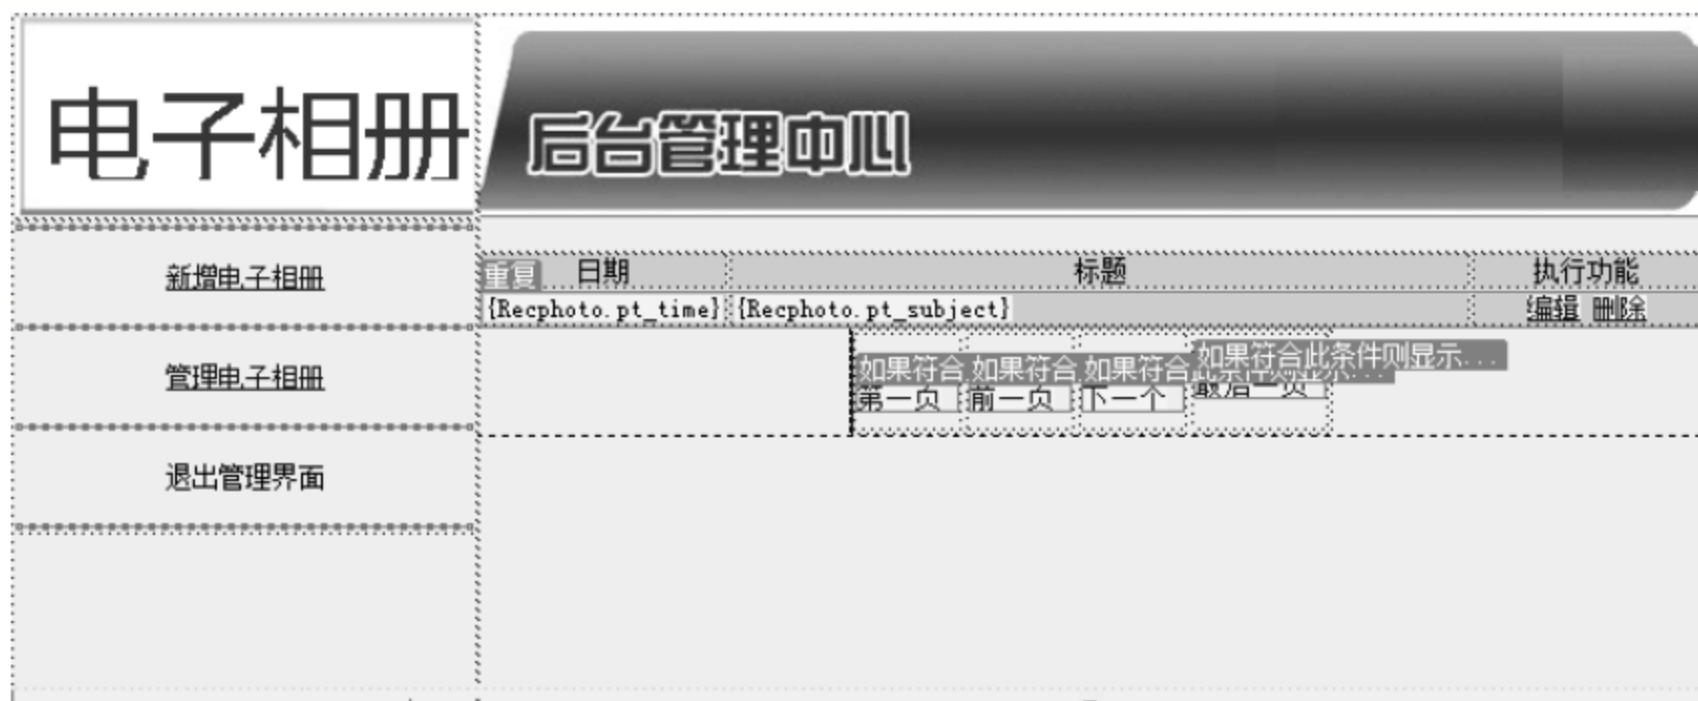 电子相册
后台管理中心
新增电子相册
管理电子相册
退出管理界面
重复 日期 标题 执行功能
{Recphoto.pt_time} {Recphoto.pt_subject} 编辑 删除
如果符合 如果符合 如果符合 如果符合此条件则显示...
第一页 前一页 下一个 最后一页